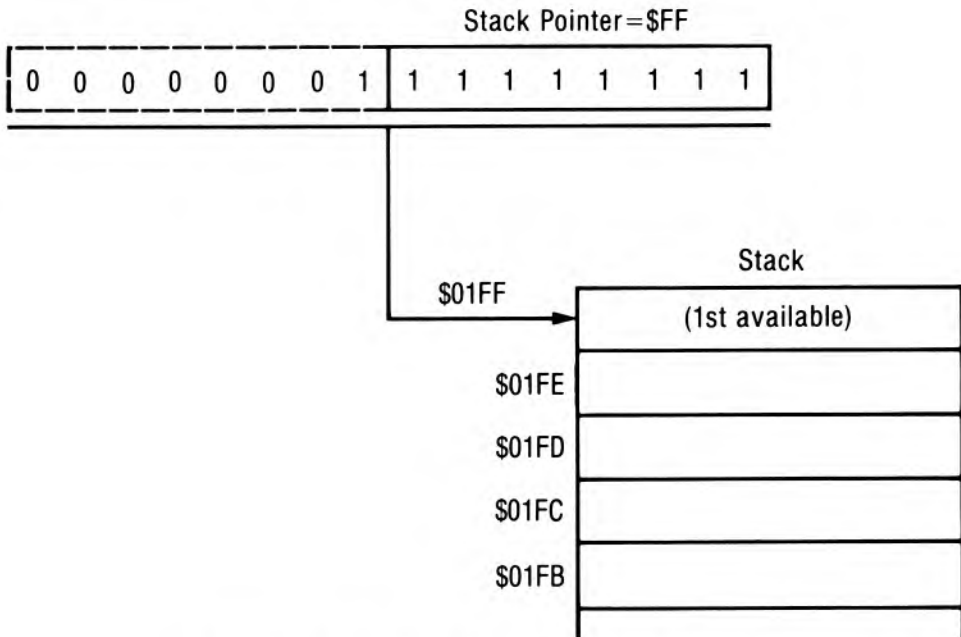 Stack Pointer=$FF
0 0 0 0 0 0 0 1 1 1 1 1 1 1 1 1
Stack
$01FF
(1st available)
$01FE
$01FD
$01FC
$01FB